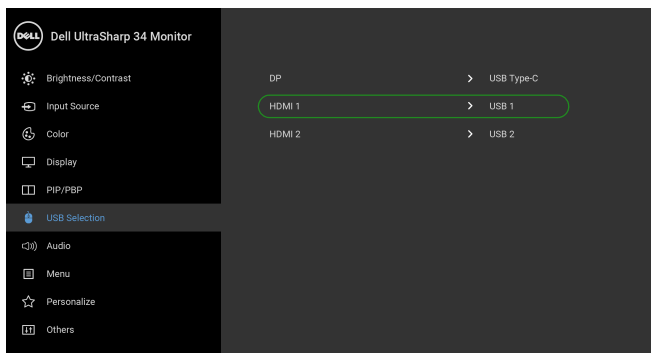 DELL Dell UltraSharp 34 Monitor
Brightness/Contrast
DP USB Type-C
Input Source
HDMI 1 USB 1
Color
HDMI 2 USB 2
Display
PIP/PBP
USB Selection
Audio
Menu
Personalize
Others